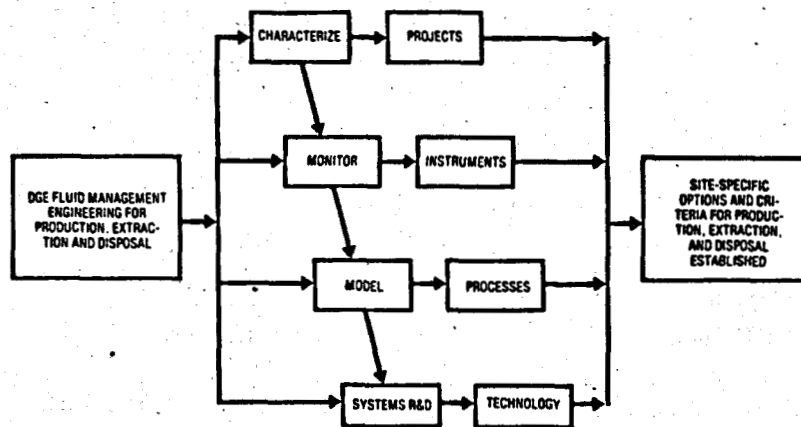 CHARACTERIZE
PROJECTS
MONITOR
INSTRUMENTS
DGE FLUID MANAGEMENT
ENGINEERING FOR
PRODUCTION, EXTRAC-
TION AND DISPOSAL
SITE-SPECIFIC
OPTIONS AND CRI-
TERIA FOR PRODUC-
TION, EXTRACTION,
AND DISPOSAL
ESTABLISHED
MODEL
PROCESSES
SYSTEMS R&D
TECHNOLOGY